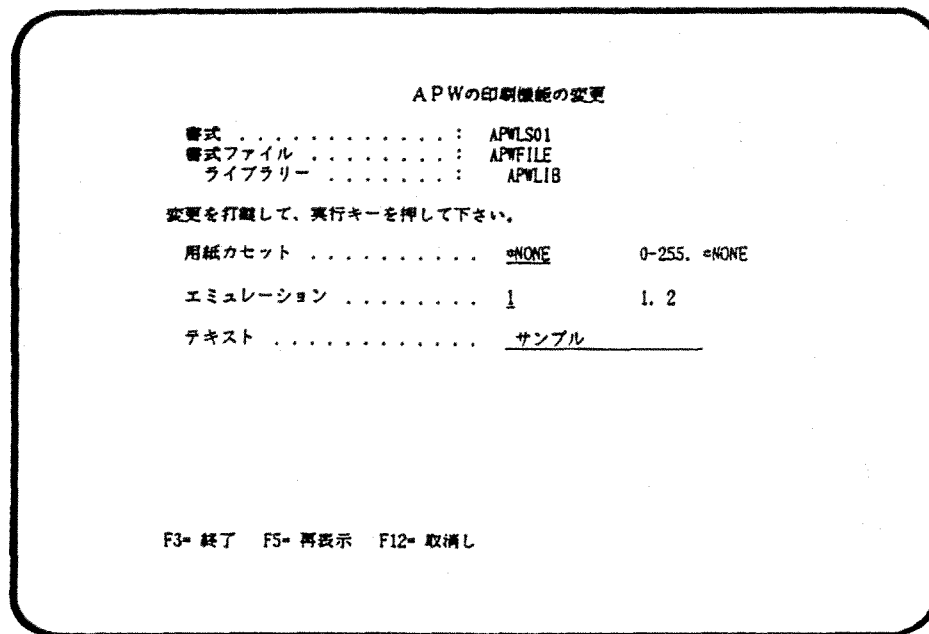 APWの印刷機能の変更
書式 . . . . . . . . . . . . . : APWLS01
書式ファイル . . . . . . . . : APWFILE
ライブラリー . . . . . . . : APWLIB
変更を打鍵して、実行キーを押して下さい。
用紙カセット . . . . . . . . . . *NONE 0-255. *NONE
エミュレーション . . . . . . . . 1 1. 2
テキスト . . . . . . . . . . . . サンプル
F3= 終了 F5= 再表示 F12= 取消し